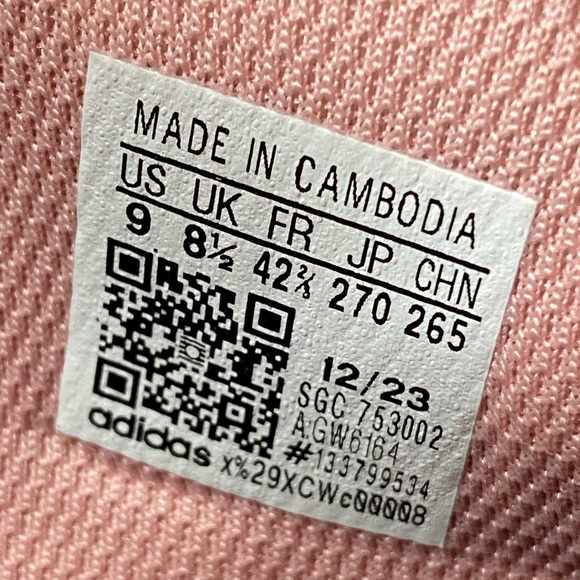 MADE IN CAMBODIA
US UK FR JP CHN
9 8½ 42⅔ 270 265
12/23
SGC 753002
A.GW6164
#133799534
adidas x%29XCWc00008